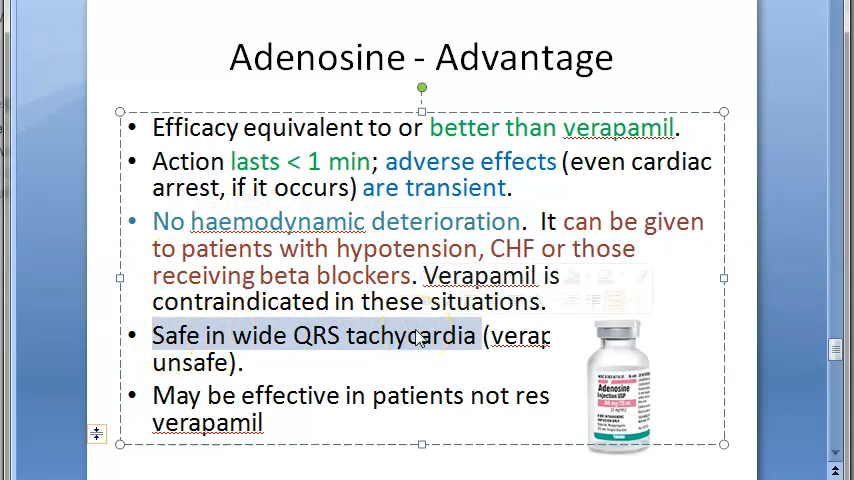 Adenosine - Advantage
• Efficacy equivalent to or better than verapamil.
• Action lasts < 1 min; adverse effects (even cardiac
arrest, if it occurs) are transient.
• No haemodynamic deterioration. It can be given
to patients with hypotension, CHF or those
receiving beta blockers. Verapamil is
contraindicated in these situations.
• Safe in wide QRS tachycardia (verap
unsafe).
• May be effective in patients not res
verapamil
Adenosine
Injection USP